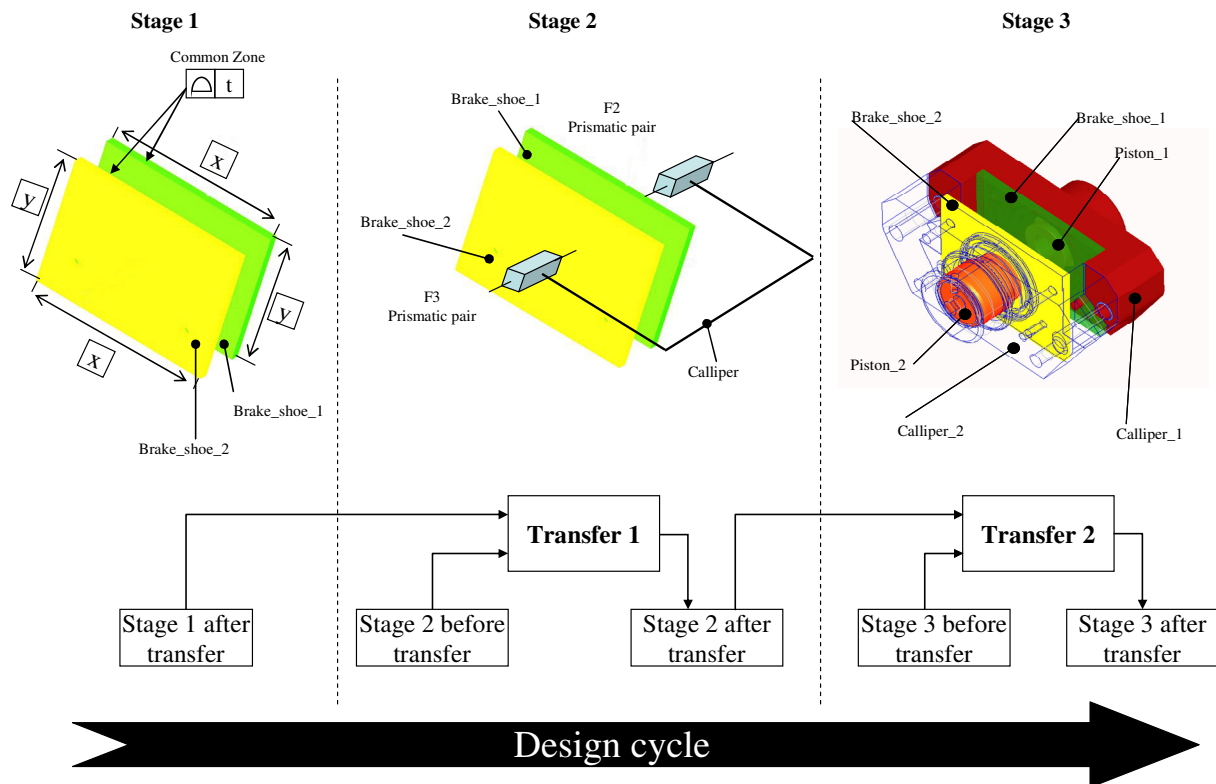 Stage 1
Stage 2
Stage 3
Common Zone
t
x
y
y
x
Brake_shoe_1
Brake_shoe_2
Brake_shoe_1
F2
Prismatic pair
Brake_shoe_2
F3
Prismatic pair
Calliper
Brake_shoe_2
Brake_shoe_1
Piston_1
Piston_2
Calliper_2
Calliper_1
Transfer 1
Transfer 2
Stage 1 after
transfer
Stage 2 before
transfer
Stage 2 after
transfer
Stage 3 before
transfer
Stage 3 after
transfer
Design cycle